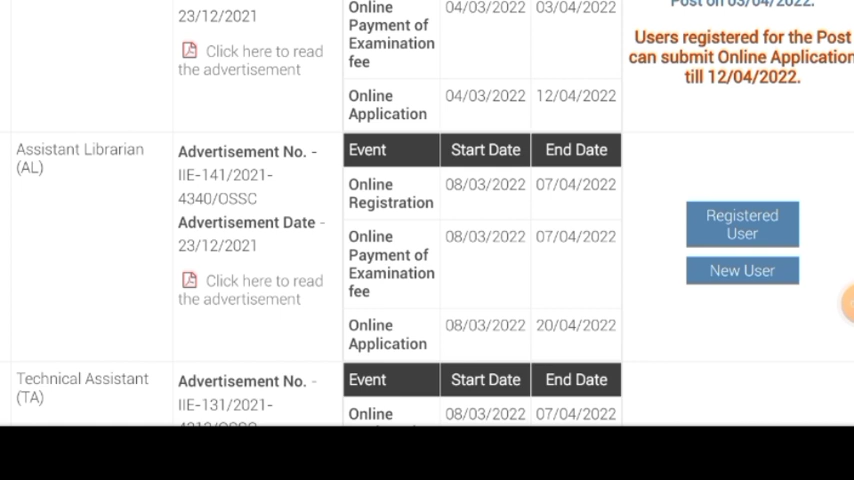 23/12/2021
Click here to read
the advertisement
Online
Payment of
Examination
fee
04/03/2022 03/04/2022
Online
Application
04/03/2022 12/04/2022
Post on 03/04/2022.
Users registered for the Post
can submit Online Application
till 12/04/2022.
Assistant Librarian
(AL)
Advertisement No. -
IIE-141/2021-
4340/OSSC
Advertisement Date -
23/12/2021
Click here to read
the advertisement
Event Start Date End Date
Online
Registration
08/03/2022 07/04/2022
Online
Payment of
Examination
fee
08/03/2022 07/04/2022
Online
Application
08/03/2022 20/04/2022
Registered
User
New User
Technical Assistant
(TA)
Advertisement No. -
IIE-131/2021-
Event Start Date End Date
Online
08/03/2022 07/04/2022